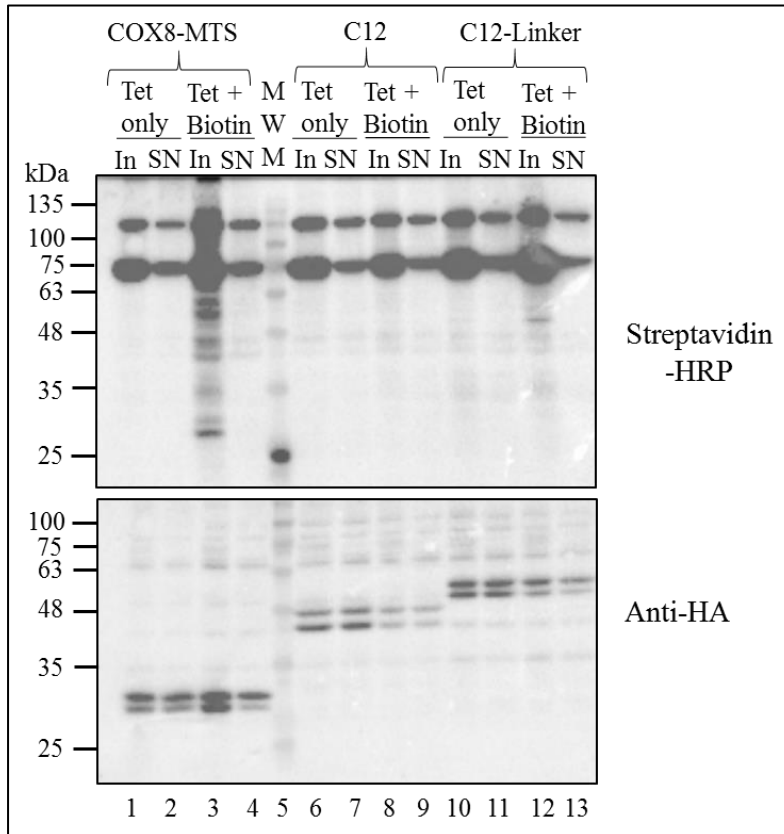 COX8-MTS C12 C12-Linker
Tet Tet + M Tet Tet + Tet Tet +
only Biotin W only Biotin only Biotin
In SN In SN M In SN In SN In SN In SN
kDa
135
100
75
63
48
35
25
Streptavidin
-HRP
100
75
63
48
35
25
Anti-HA
1 2 3 4 5 6 7 8 9 10 11 12 13